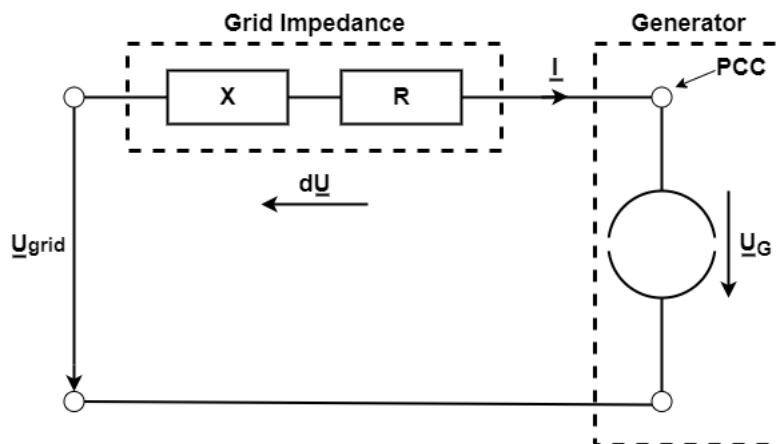 Grid Impedance
Generator
I
PCC
X
R
dU
Ugrid
UG